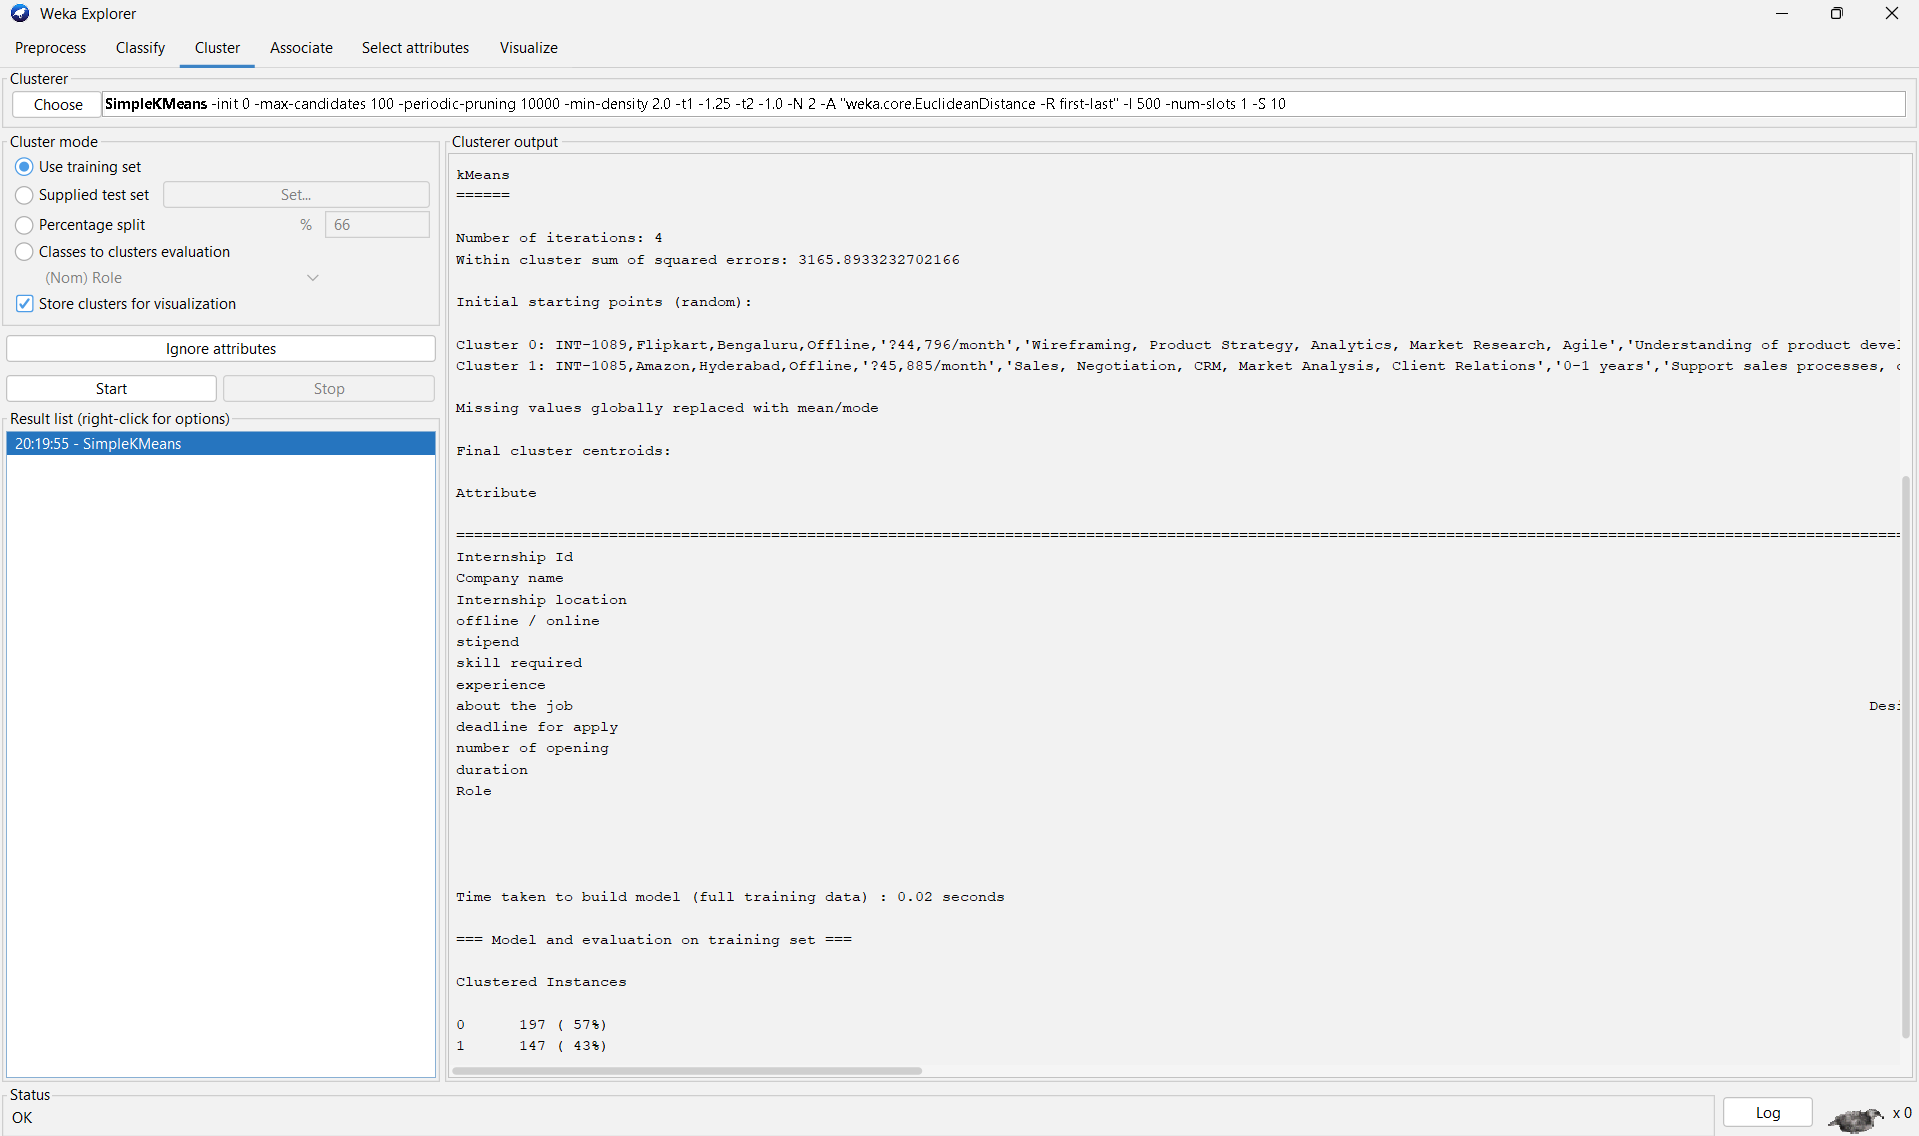 Weka Explorer
Preprocess Classify Cluster Associate Select attributes Visualize
Clusterer
Choose SimpleKMeans -init 0 -max-candidates 100 -periodic-pruning 10000 -min-density 2.0 -t1 -1.25 -t2 -1.0 -N 2 -A "weka.core.EuclideanDistance -R first-last" -I 500 -num-slots 1 -S 10
Cluster mode
Use training set
Supplied test set Set...
Percentage split % 66
Classes to clusters evaluation
(Nom) Role
Store clusters for visualization
Ignore attributes
Start Stop
Result list (right-click for options)
20:19:55 - SimpleKMeans
Clusterer output
kMeans
======
Number of iterations: 4
Within cluster sum of squared errors: 3165.8933232702166
Initial starting points (random):
Cluster 0: INT-1089,Flipkart,Bengaluru,Offline,'?44,796/month','Wireframing, Product Strategy, Analytics, Market Research, Agile','Understanding of product devel
Cluster 1: INT-1085,Amazon,Hyderabad,Offline,'?45,885/month','Sales, Negotiation, CRM, Market Analysis, Client Relations','0-1 years','Support sales processes,
Missing values globally replaced with mean/mode
Final cluster centroids:
Attribute
Internship Id
Company name
Internship location
offline / online
stipend
skill required
experience
about the job Desi
deadline for apply
number of opening
duration
Role
Time taken to build model (full training data) : 0.02 seconds
=== Model and evaluation on training set ===
Clustered Instances
0 197 ( 57%)
1 147 ( 43%)
Status
OK
Log x 0